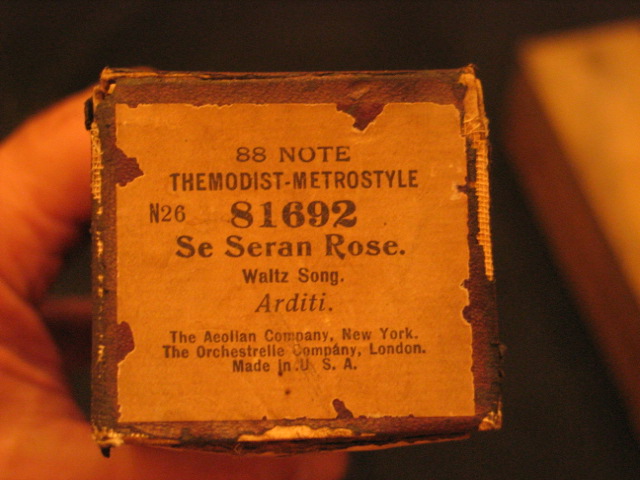 88 NOTE
THEMODIST-METROSTYLE
N26 81692
Se Seran Rose.
Waltz Song.
Arditi.
The Aeolian Company, New York.
The Orchestrelle Company, London.
Made in U. S. A.